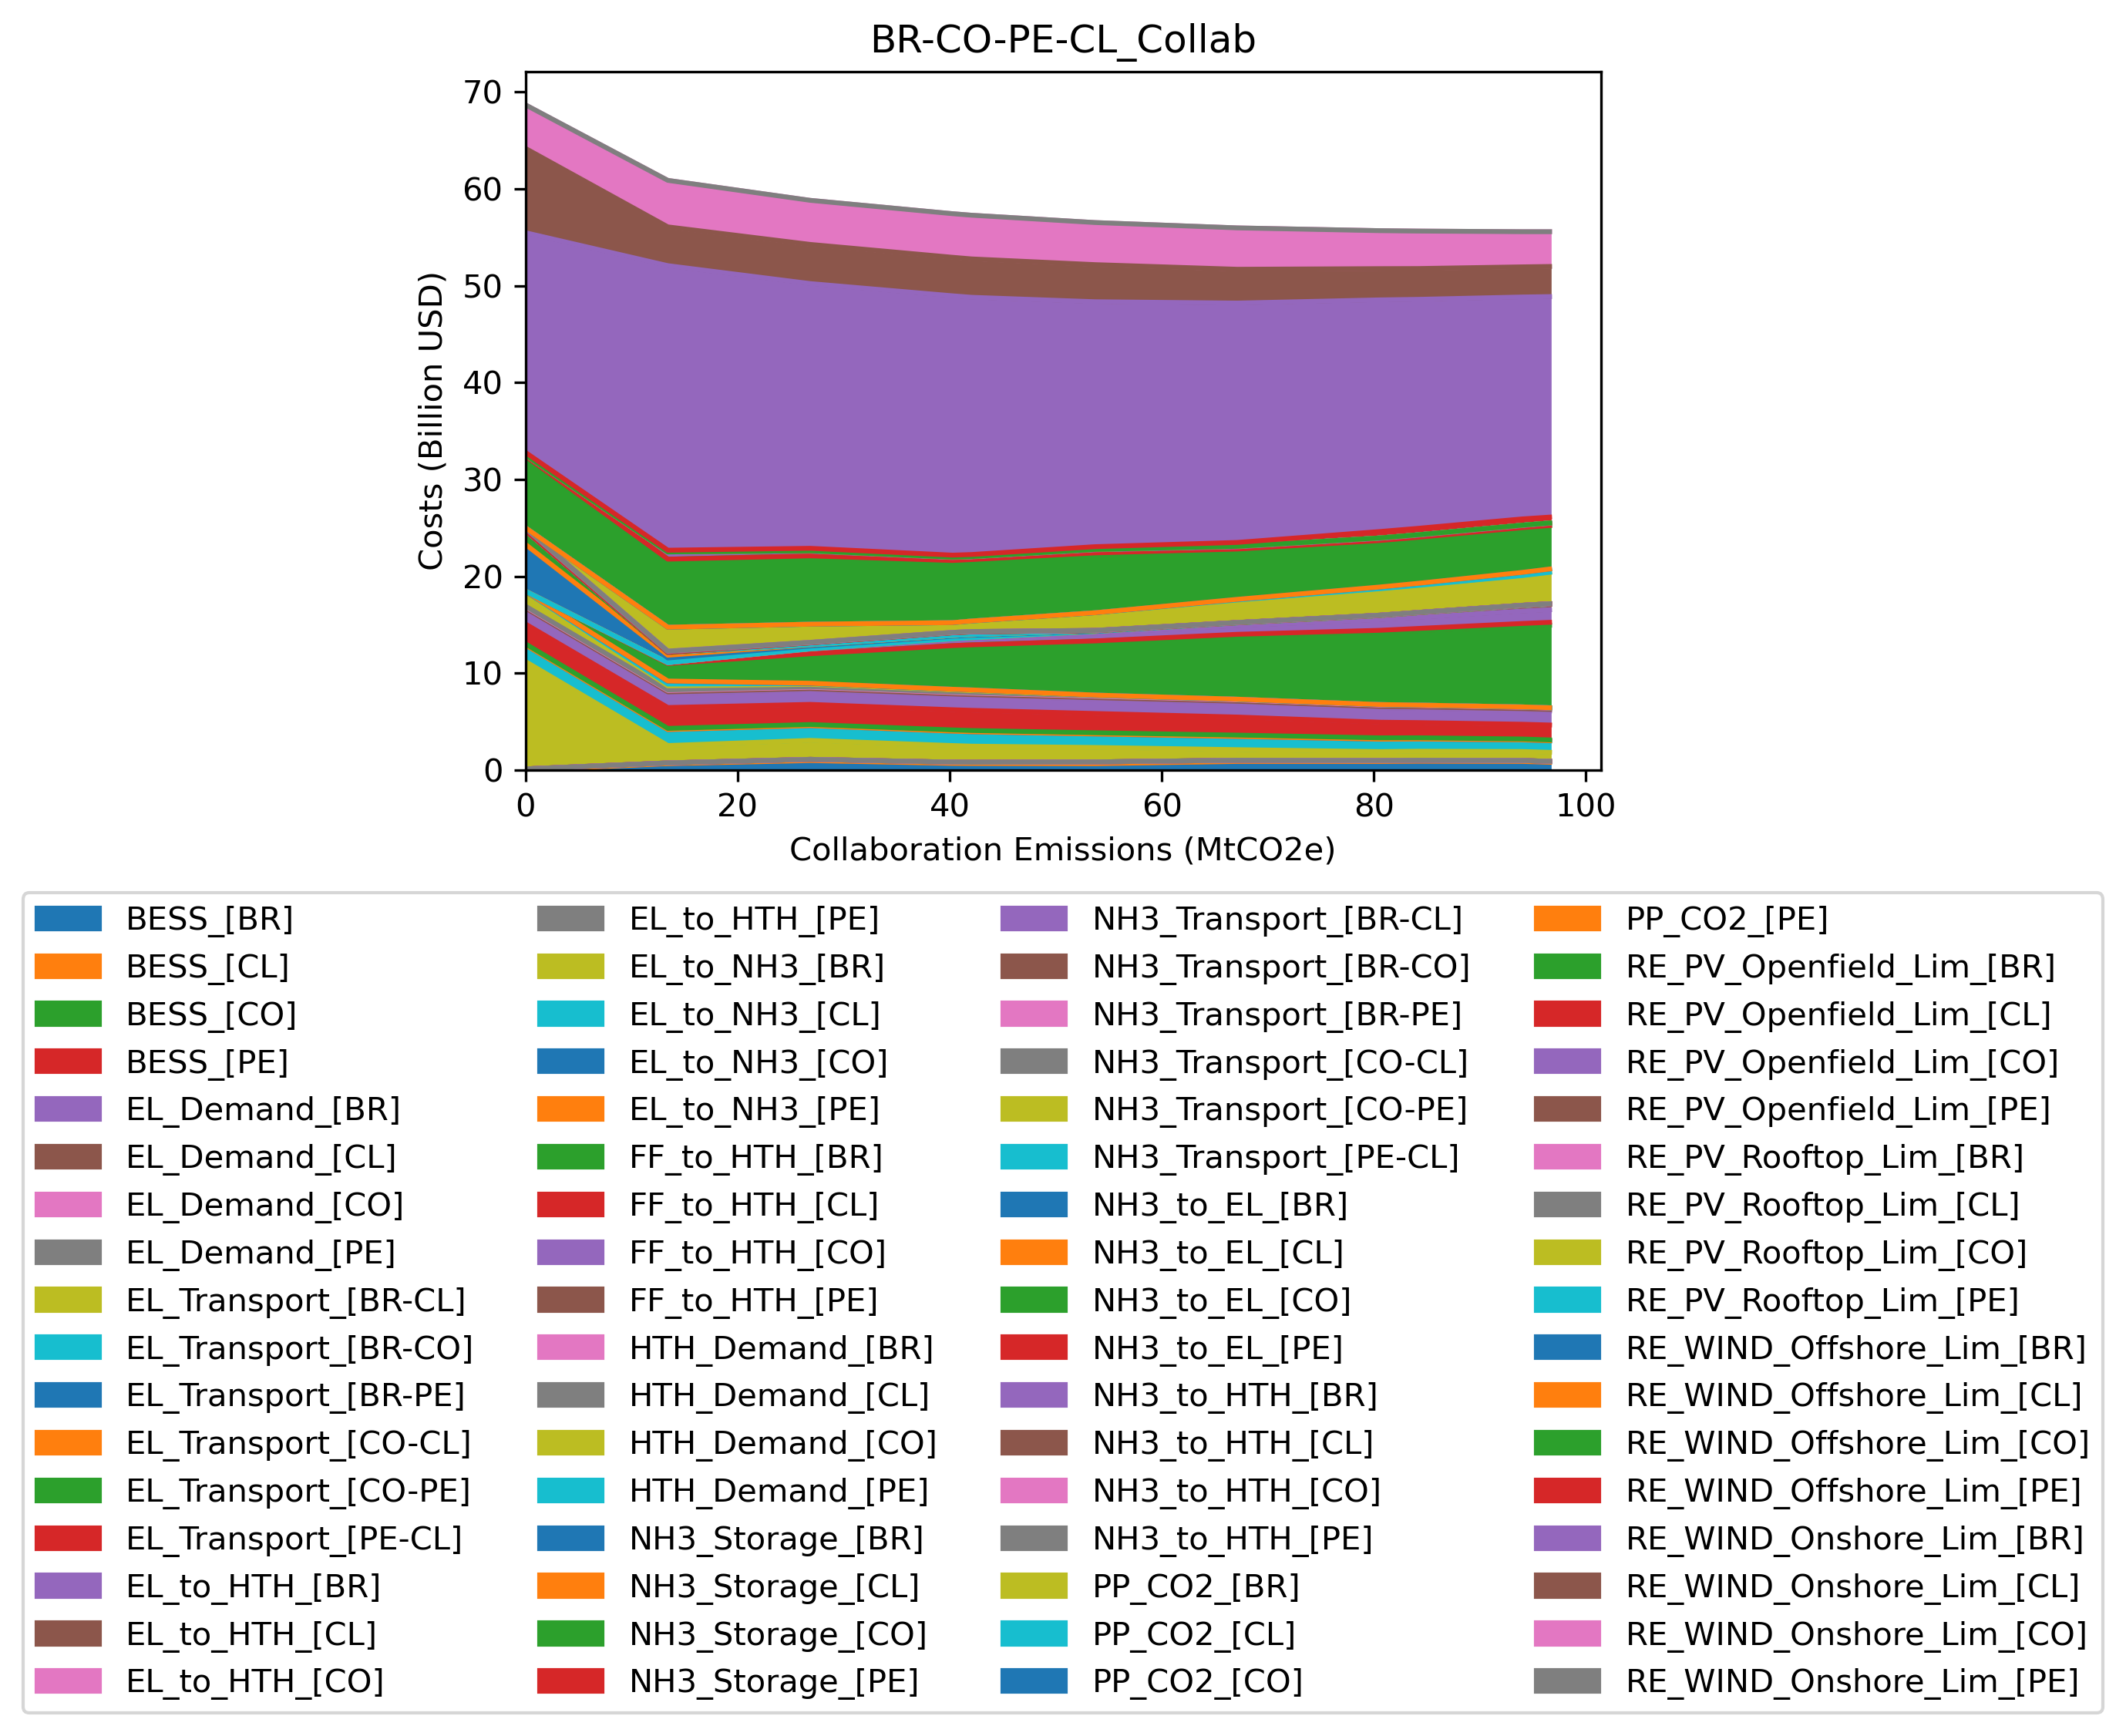 BR-CO-PE-CL_Collab
Costs (Billion USD)
70
60
50
40
30
20
10
0
0 20 40 60 80 100
Collaboration Emissions (MtCO2e)
BESS_[BR]
BESS_[CL]
BESS_[CO]
BESS_[PE]
EL_Demand_[BR]
EL_Demand_[CL]
EL_Demand_[CO]
EL_Demand_[PE]
EL_Transport_[BR-CL]
EL_Transport_[BR-CO]
EL_Transport_[BR-PE]
EL_Transport_[CO-CL]
EL_Transport_[CO-PE]
EL_Transport_[PE-CL]
EL_to_HTH_[BR]
EL_to_HTH_[CL]
EL_to_HTH_[CO]
EL_to_HTH_[PE]
EL_to_NH3_[BR]
EL_to_NH3_[CL]
EL_to_NH3_[CO]
EL_to_NH3_[PE]
FF_to_HTH_[BR]
FF_to_HTH_[CL]
FF_to_HTH_[CO]
FF_to_HTH_[PE]
HTH_Demand_[BR]
HTH_Demand_[CL]
HTH_Demand_[CO]
HTH_Demand_[PE]
NH3_Storage_[BR]
NH3_Storage_[CL]
NH3_Storage_[CO]
NH3_Storage_[PE]
NH3_Transport_[BR-CL]
NH3_Transport_[BR-CO]
NH3_Transport_[BR-PE]
NH3_Transport_[CO-CL]
NH3_Transport_[CO-PE]
NH3_Transport_[PE-CL]
NH3_to_EL_[BR]
NH3_to_EL_[CL]
NH3_to_EL_[CO]
NH3_to_EL_[PE]
NH3_to_HTH_[BR]
NH3_to_HTH_[CL]
NH3_to_HTH_[CO]
NH3_to_HTH_[PE]
PP_CO2_[BR]
PP_CO2_[CL]
PP_CO2_[CO]
PP_CO2_[PE]
RE_PV_Openfield_Lim_[BR]
RE_PV_Openfield_Lim_[CL]
RE_PV_Openfield_Lim_[CO]
RE_PV_Openfield_Lim_[PE]
RE_PV_Rooftop_Lim_[BR]
RE_PV_Rooftop_Lim_[CL]
RE_PV_Rooftop_Lim_[CO]
RE_PV_Rooftop_Lim_[PE]
RE_WIND_Offshore_Lim_[BR]
RE_WIND_Offshore_Lim_[CL]
RE_WIND_Offshore_Lim_[CO]
RE_WIND_Offshore_Lim_[PE]
RE_WIND_Onshore_Lim_[BR]
RE_WIND_Onshore_Lim_[CL]
RE_WIND_Onshore_Lim_[CO]
RE_WIND_Onshore_Lim_[PE]